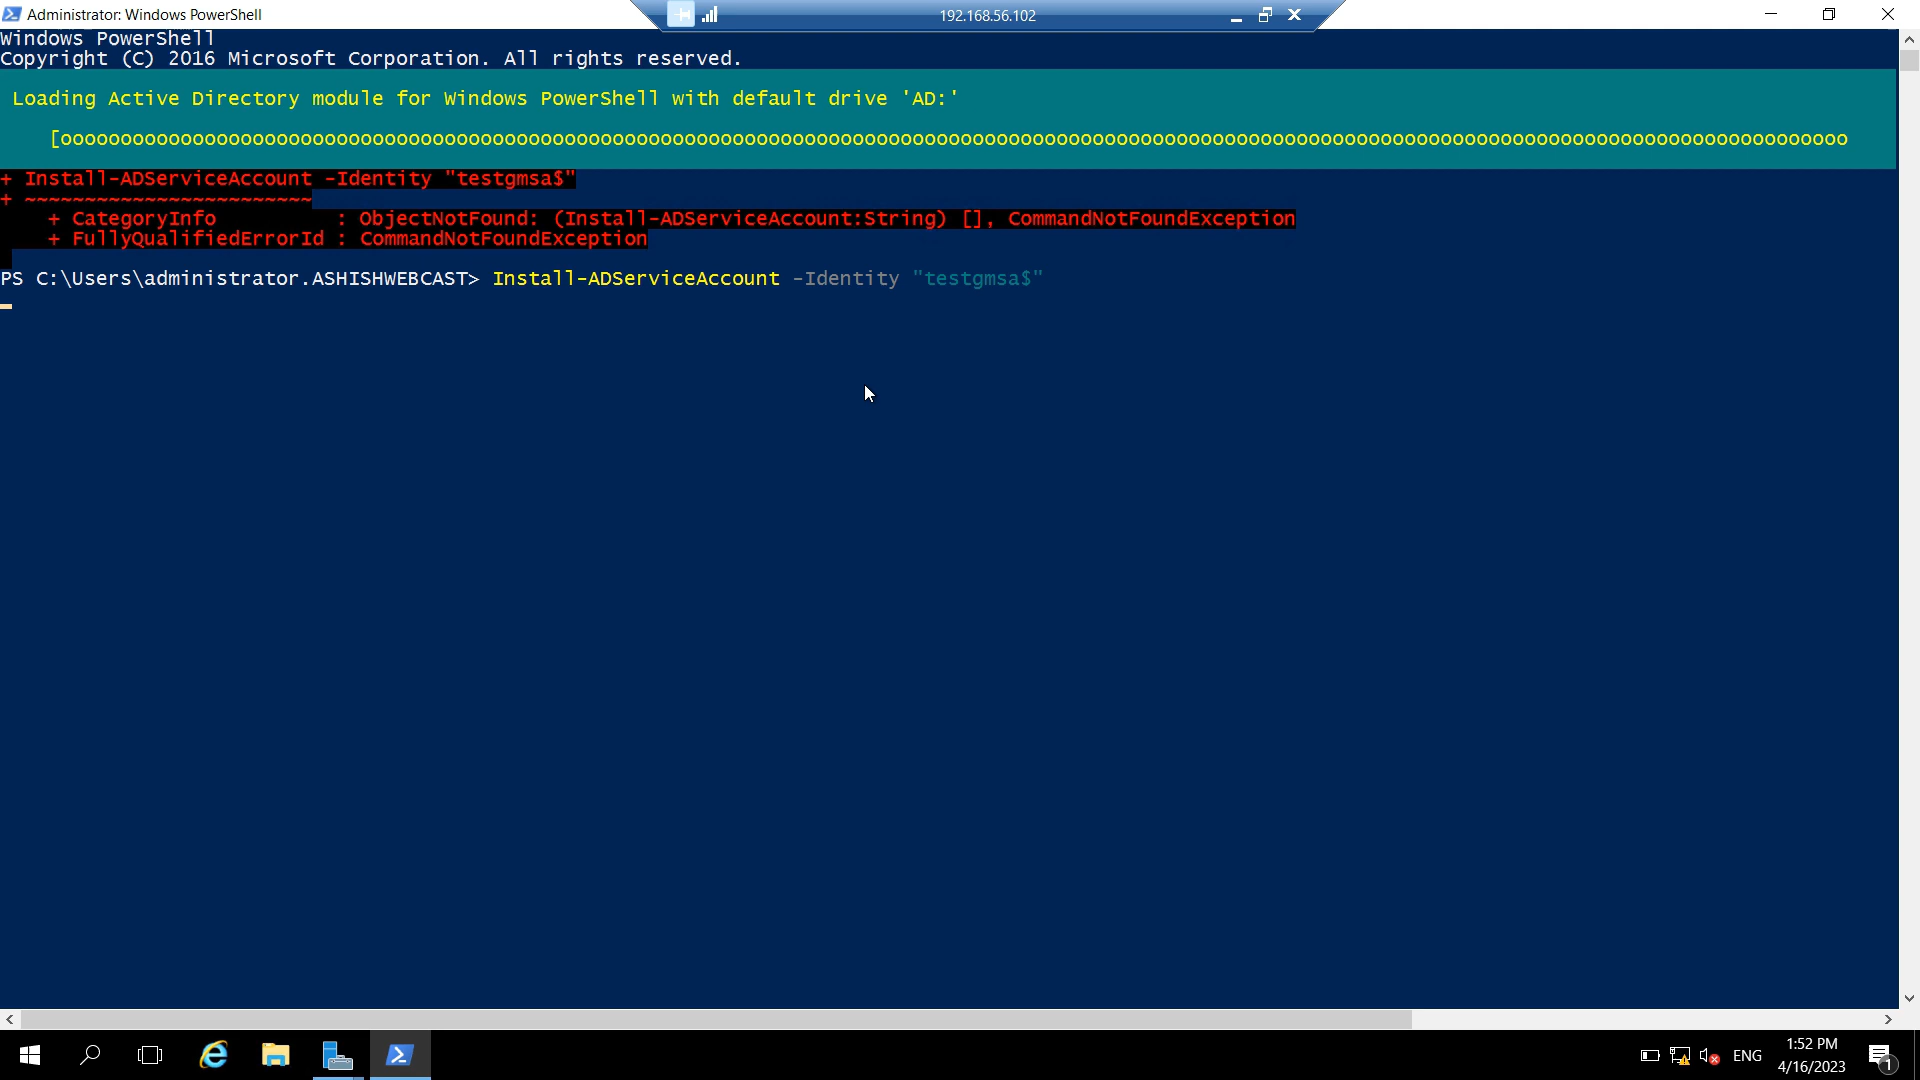 Administrator: Windows PowerShell
192.168.56.102
Windows PowerShell
Copyright (C) 2016 Microsoft Corporation. All rights reserved.
Loading Active Directory module for Windows PowerShell with default drive 'AD:'
[ooooooooooooooooooooooooooooooooooooooooooooooooooooooooooooooooooooooooooooooooooooooooooooooooooooooooooooooooooooooooooooooooooooooooooooooooooooo
+ Install-ADServiceAccount -Identity "testgmsa$"
+ ~~~~~~~~~~~~~~~~~~~~~~~~
+ CategoryInfo : ObjectNotFound: (Install-ADServiceAccount:String) [], CommandNotFoundException
+ FullyQualifiedErrorId : CommandNotFoundException
PS C:\Users\administrator.ASHISHWEBCAST> Install-ADServiceAccount -Identity "testgmsa$"
ENG
1:52 PM
4/16/2023
1